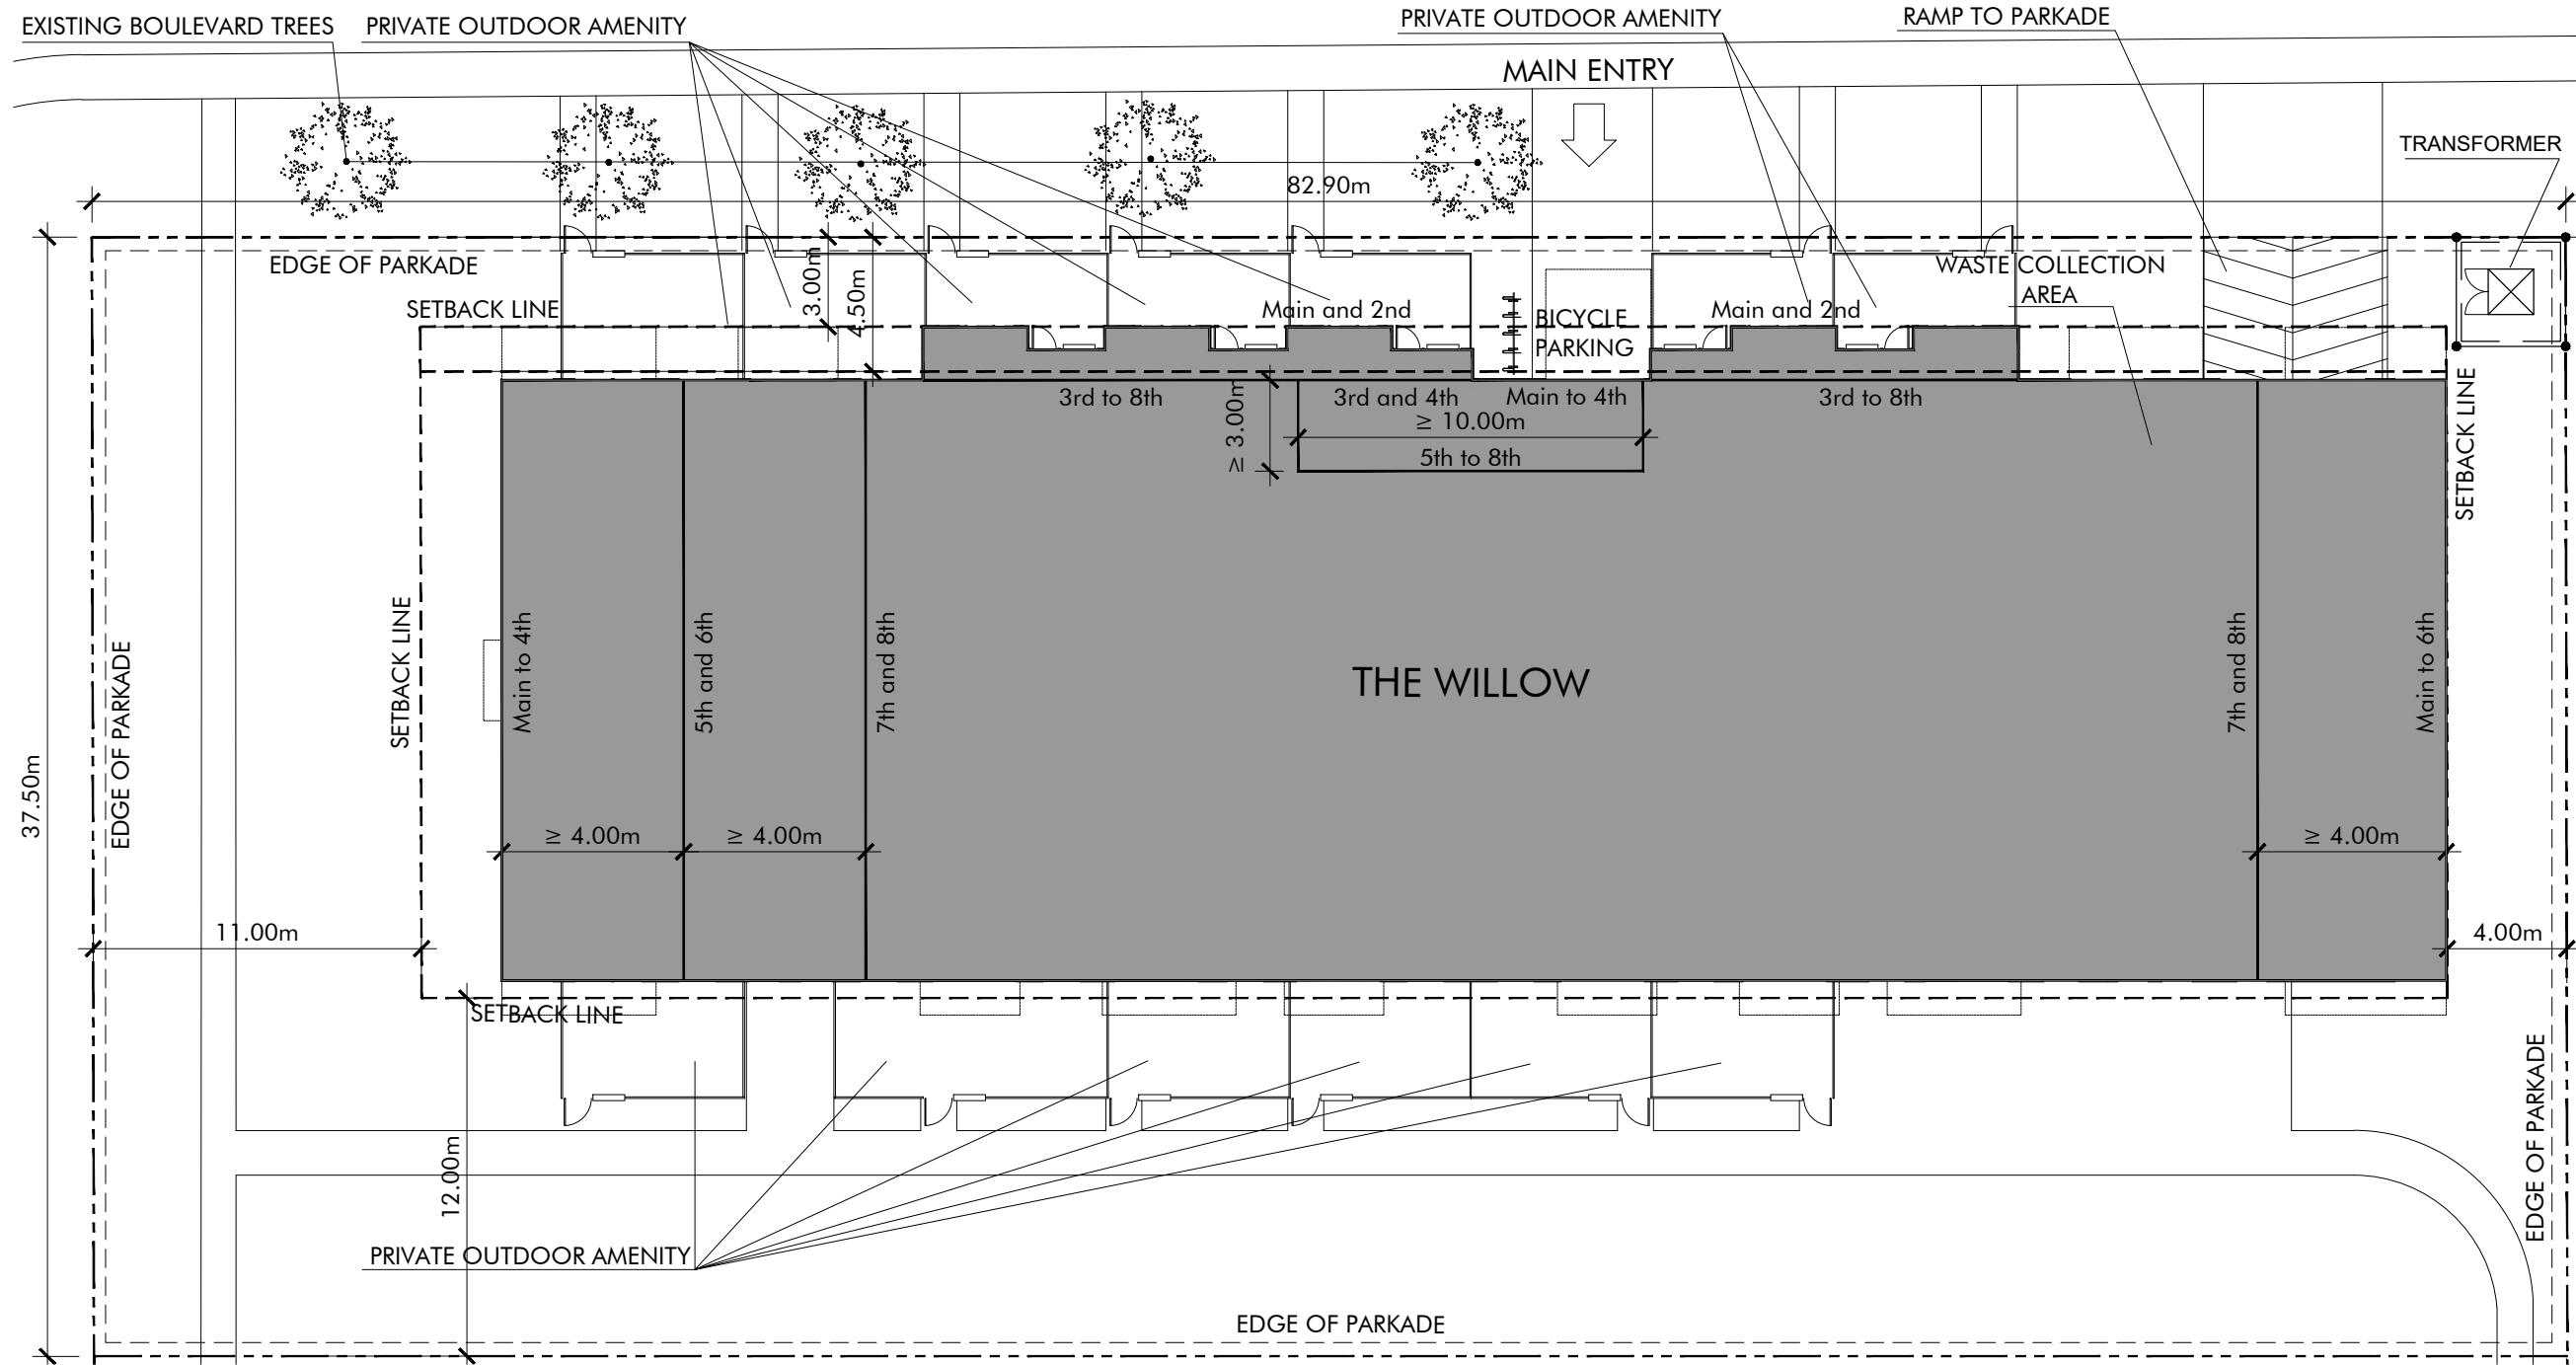 EXISTING BOULEVARD TREES
PRIVATE OUTDOOR AMENITY
PRIVATE OUTDOOR AMENITY
RAMP TO PARKADE
MAIN ENTRY
TRANSFORMER
82.90m
EDGE OF PARKADE
3.00m
4.50m
SETBACK LINE
Main and 2nd
BICYCLE
PARKING
Main and 2nd
WASTE COLLECTION
AREA
3rd to 8th
≥ 3.00m
3rd and 4th
Main to 4th
3rd to 8th
≥ 10.00m
5th to 8th
SETBACK LINE
37.50m
EDGE OF PARKADE
SETBACK LINE
Main to 4th
5th and 6th
7th and 8th
THE WILLOW
7th and 8th
Main to 6th
≥ 4.00m
≥ 4.00m
≥ 4.00m
11.00m
4.00m
SETBACK LINE
12.00m
EDGE OF PARKADE
PRIVATE OUTDOOR AMENITY
EDGE OF PARKADE